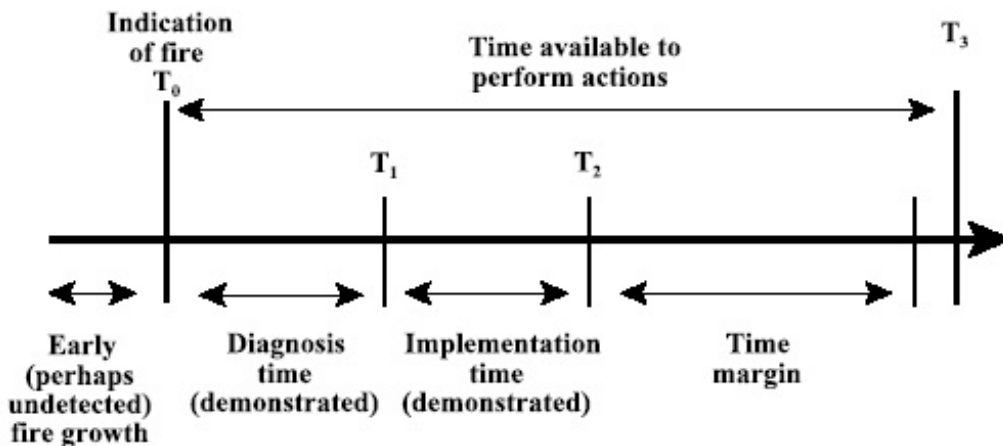 Indication
of fire
T₀
Time available to
perform actions
T₃
T₁
T₂
Early
(perhaps
undetected)
fire growth
Diagnosis
time
(demonstrated)
Implementation
time
(demonstrated)
Time
margin